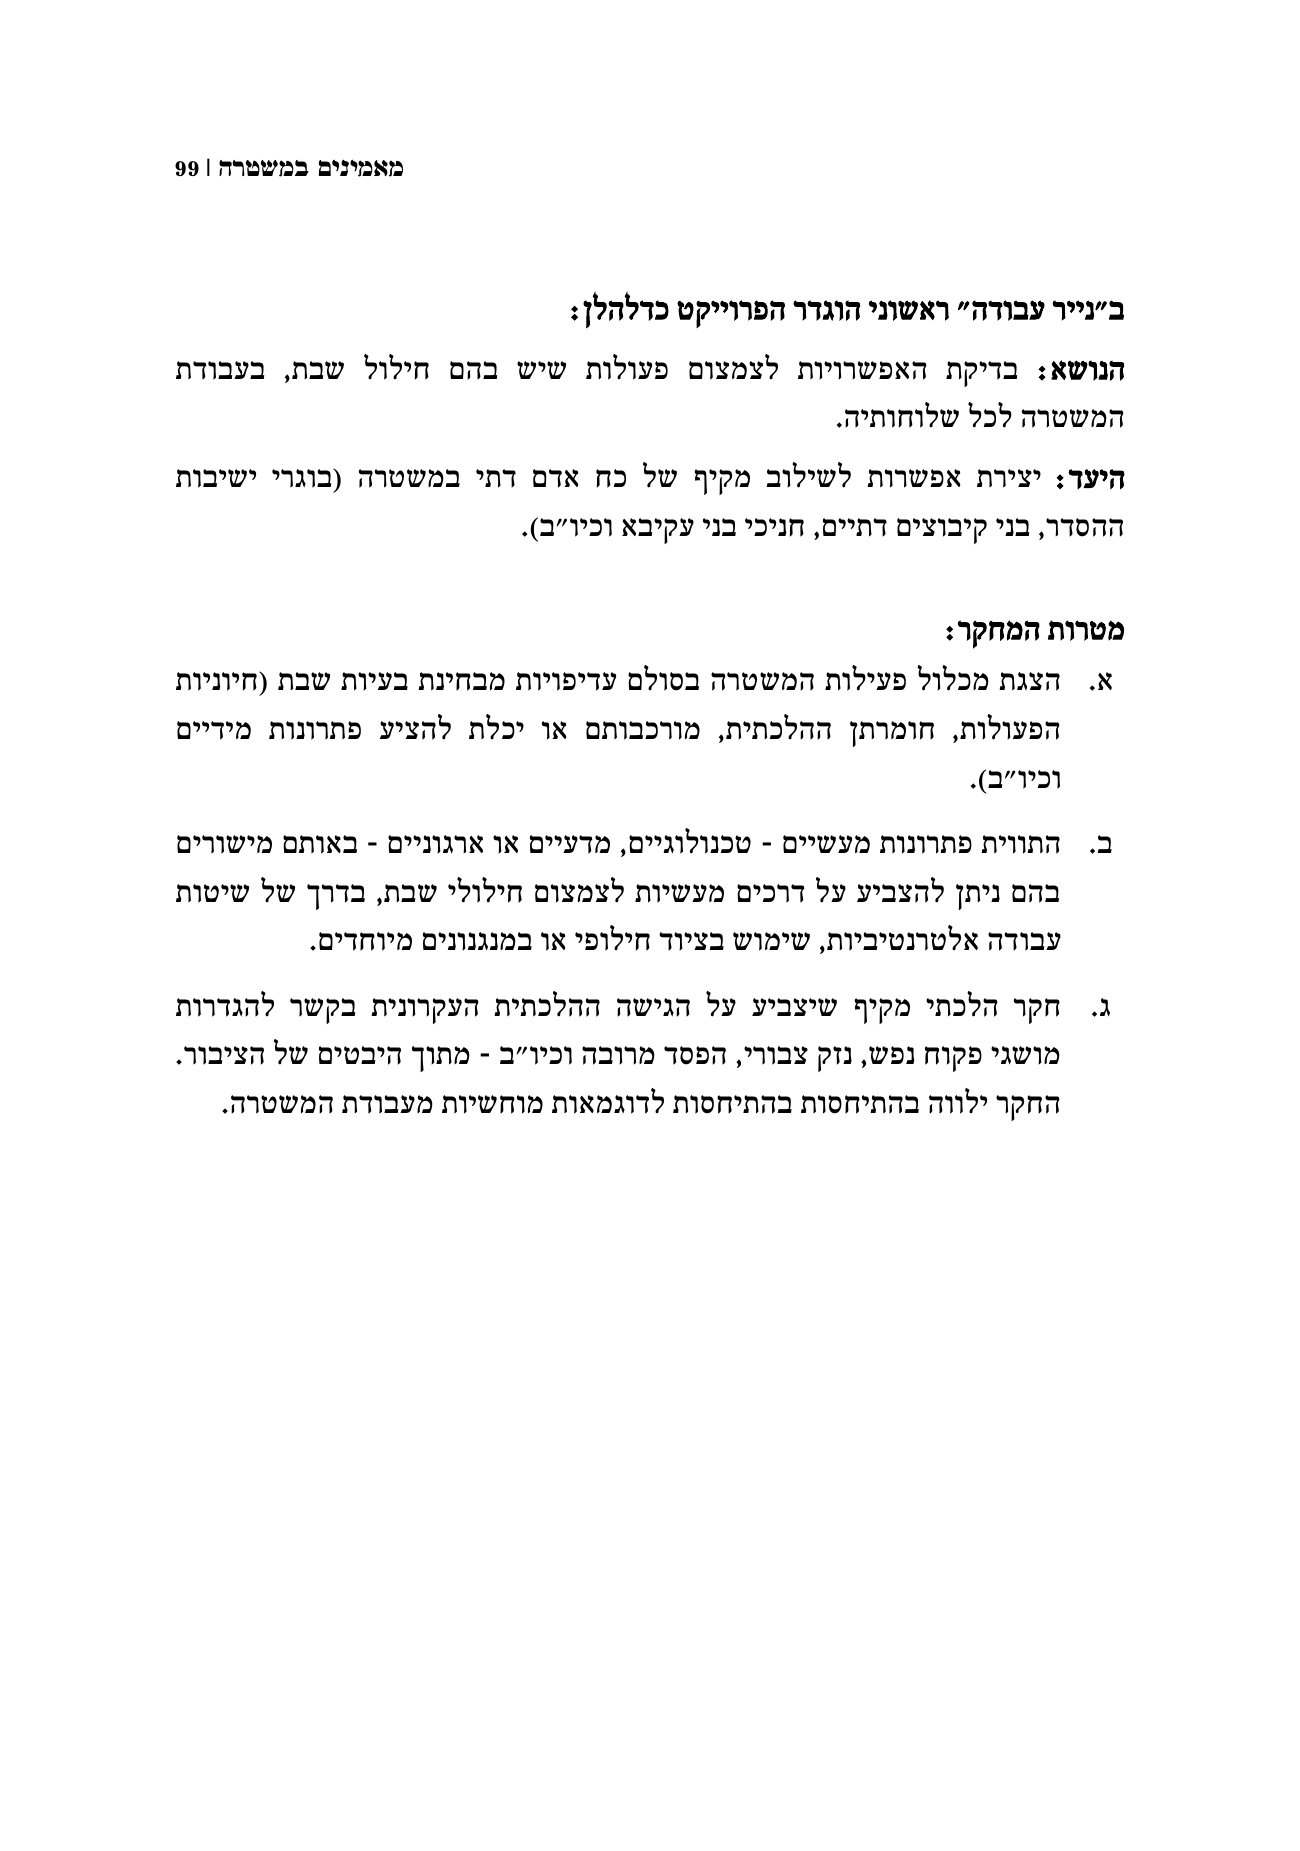 מאמינים במשטרה | 99
ב״נייר עבודה״ ראשוני הוגדר הפרוייקט כדלהלן:
הנושא: בדיקת האפשרויות לצמצום פעולות שיש בהם חילול שבת, בעבודת
המשטרה לכל שלוחותיה.
היעד: יצירת אפשרות לשילוב מקיף של כח אדם דתי במשטרה (בוגרי ישיבות
ההסדר, בני קיבוצים דתיים, חניכי בני עקיבא וכיו״ב).
מטרות המחקר:
א. הצגת מכלול פעילות המשטרה בסולם עדיפויות מבחינת בעיות שבת (חיוניות
הפעולות, חומרתן ההלכתית, מורכבותם או יכלת להציע פתרונות מידיים
וכיו״ב).
ב. התווית פתרונות מעשיים - טכנולוגיים, מדעיים או ארגוניים - באותם מישורים
בהם ניתן להצביע על דרכים מעשיות לצמצום חילולי שבת, בדרך של שיטות
עבודה אלטרנטיביות, שימוש בציוד חילופי או במנגנונים מיוחדים.
ג. חקר הלכתי מקיף שיצביע על הגישה ההלכתית העקרונית בקשר להגדרות
מושגי פקוח נפש, נזק צבורי, הפסד מרובה וכיו״ב - מתוך היבטים של הציבור.
החקר ילווה בהתיחסות בהתיחסות לדוגמאות מוחשיות מעבודת המשטרה.